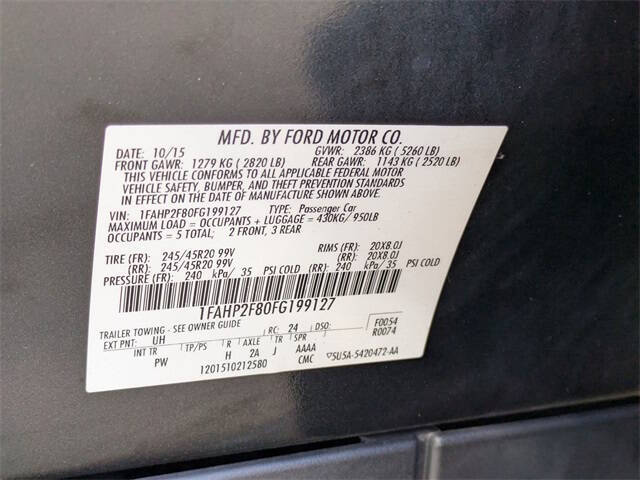 MFD. BY FORD MOTOR CO.
DATE: 10/15 GVWR: 2386 KG ( 5260 LB)
FRONT GAWR: 1279 KG ( 2820 LB) REAR GAWR: 1143 KG ( 2520 LB)
THIS VEHICLE CONFORMS TO ALL APPLICABLE FEDERAL MOTOR
VEHICLE SAFETY, BUMPER, AND THEFT PREVENTION STANDARDS
IN EFFECT ON THE DATE OF MANUFACTURE SHOWN ABOVE.
VIN: 1FAHP2F80FG199127 TYPE: Passenger Car
MAXIMUM LOAD = OCCUPANTS + LUGGAGE = 430KG/ 950LB
OCCUPANTS = 5 TOTAL; 2 FRONT, 3 REAR
TIRE (FR): 245/45R20 99V RIMS (FR): 20X8.0J
(RR): 245/45R20 99V (RR): 20X8.0J
PRESSURE (FR): 240 kPa/ 35 PSI COLD (RR): 240 kPa/ 35 PSI COLD
1FAHP2F80FG199127
TRAILER TOWING - SEE OWNER GUIDE RC: 24 DSO: F0054
EXT PNT: UH R0074
INT TR TP/PS R AXLE TR SPR
PW H 2A J AAAA
1201510212580 CMC ▽5U5A-5420472-AA